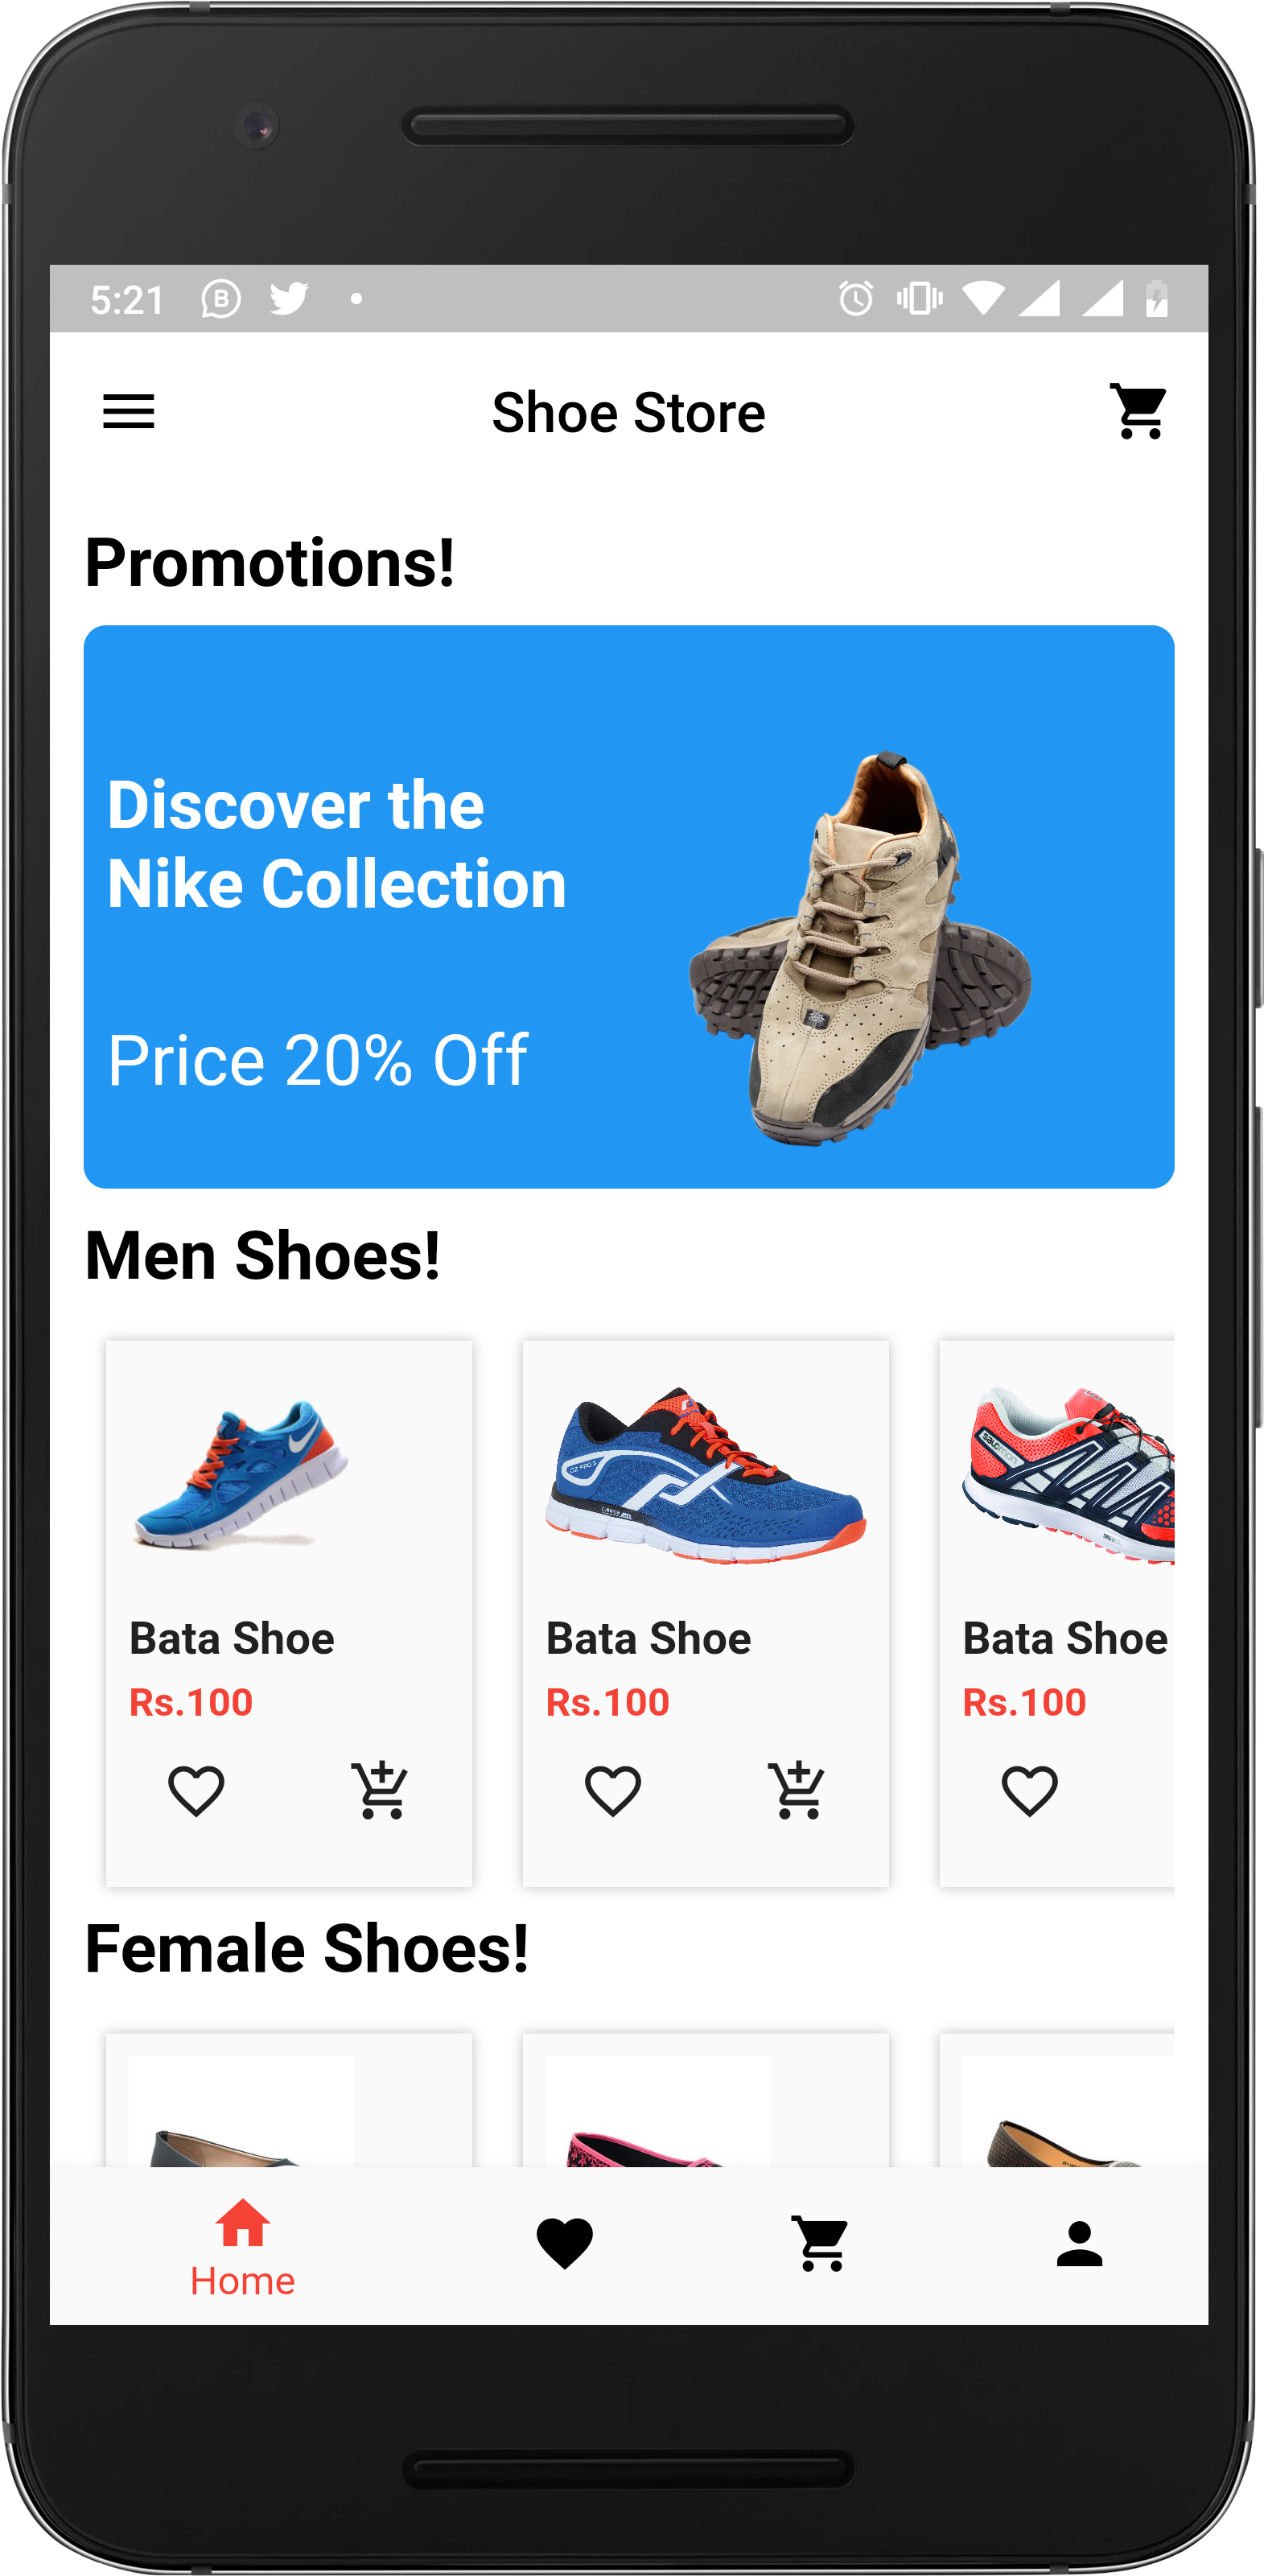 5:21
B
Shoe Store
Promotions!
Discover the
Nike Collection
Price 20% Off
Men Shoes!
salomon
Bata Shoe
Bata Shoe
Bata Shoe
Rs.100
Rs.100
Rs.100
Female Shoes!
Home